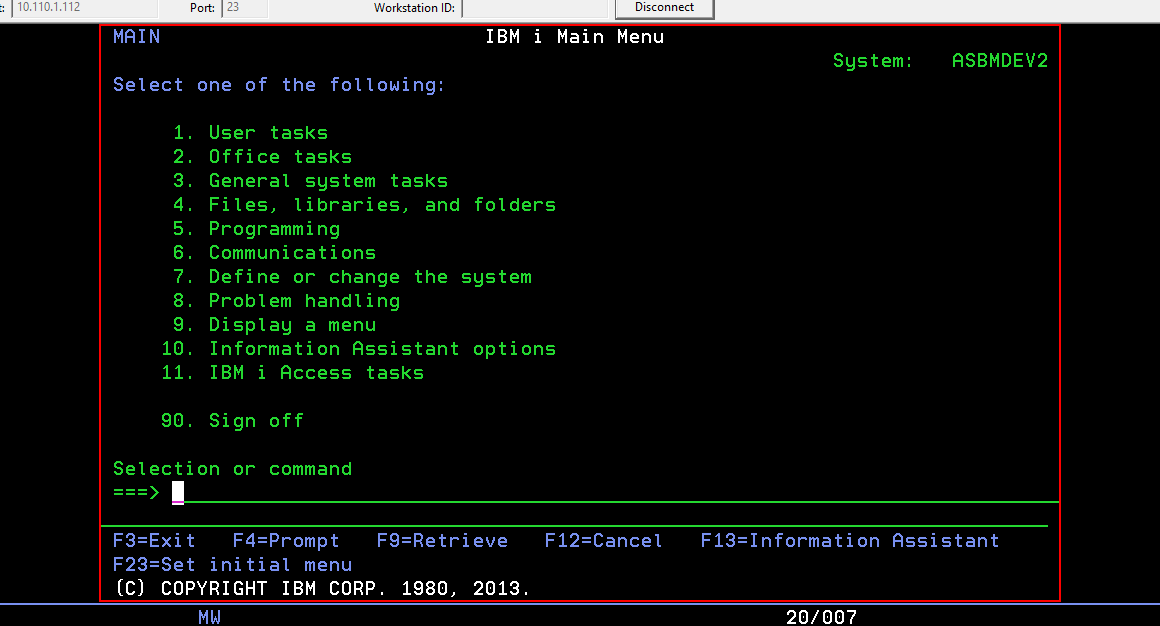 t: 10.110.1.112 Port: 23 Workstation ID: Disconnect
MAIN IBM i Main Menu
System: ASBMDEV2
Select one of the following:
1. User tasks
2. Office tasks
3. General system tasks
4. Files, libraries, and folders
5. Programming
6. Communications
7. Define or change the system
8. Problem handling
9. Display a menu
10. Information Assistant options
11. IBM i Access tasks
90. Sign off
Selection or command
===>
F3=Exit F4=Prompt F9=Retrieve F12=Cancel F13=Information Assistant
F23=Set initial menu
(C) COPYRIGHT IBM CORP. 1980, 2013.
MW 20/007